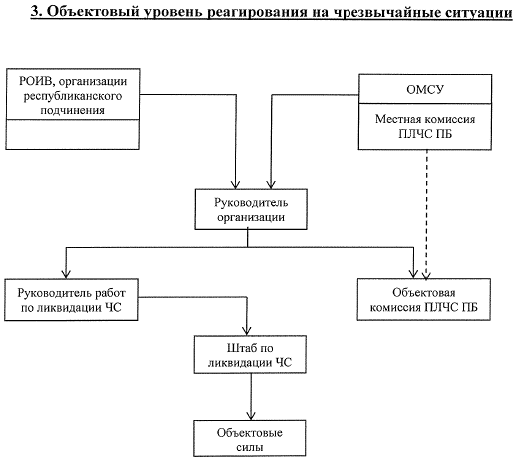 3. Объектовый уровень реагирования на чрезвычайные ситуации
РОИВ, организации
республиканского
подчинения
ОМСУ
Местная комиссия
ПЛЧС ПБ
Руководитель
организации
Руководитель работ
по ликвидации ЧС
Объектовая
комиссия ПЛЧС ПБ
Штаб по
ликвидации ЧС
Объектовые
силы